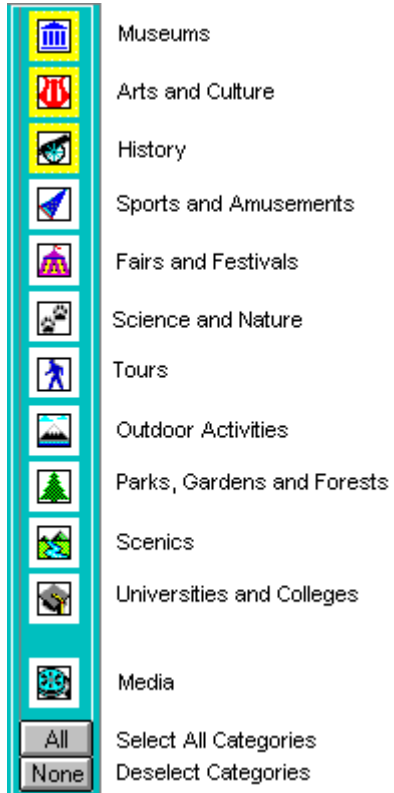 Museums
Arts and Culture
History
Sports and Amusements
Fairs and Festivals
Science and Nature
Tours
Outdoor Activities
Parks, Gardens and Forests
Scenics
Universities and Colleges
Media
All Select All Categories
None Deselect Categories